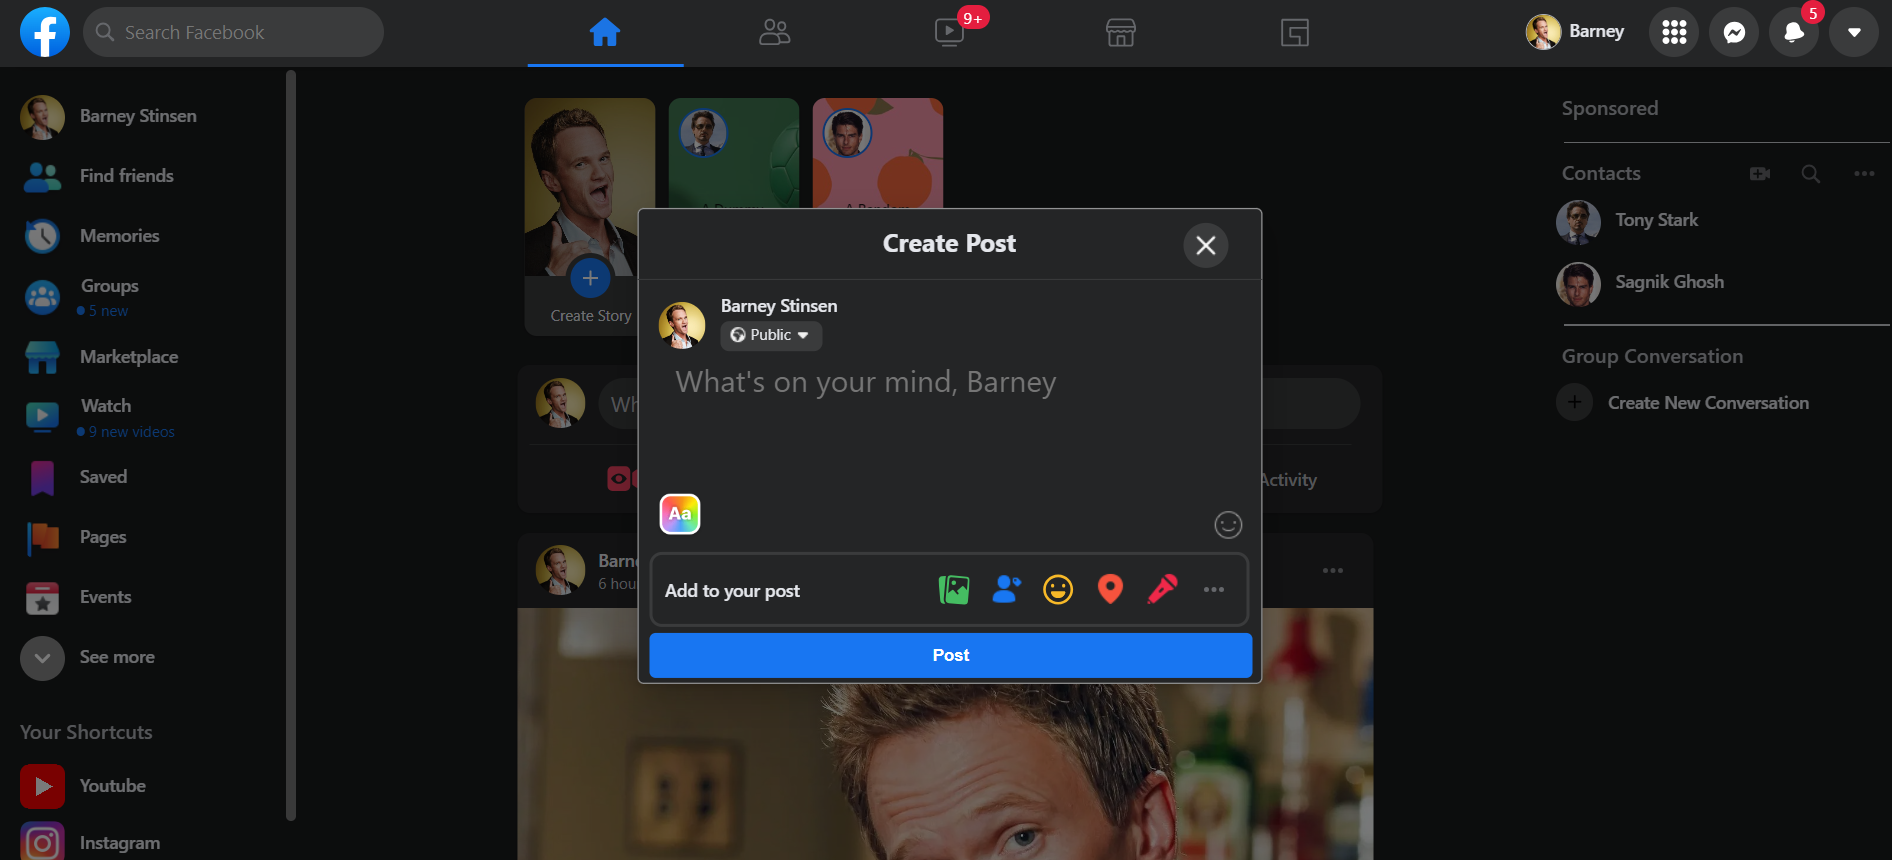 Search Facebook
9+
Barney
5
Barney Stinsen
Find friends
Memories
Groups
5 new
Marketplace
Watch
9 new videos
Saved
Pages
Events
See more
Your Shortcuts
Youtube
Instagram
Create Story
Create Post
Barney Stinsen
Public
What's on your mind, Barney
Aa
Add to your post
Post
Activity
6 hou
Sponsored
Contacts
Tony Stark
Sagnik Ghosh
Group Conversation
Create New Conversation